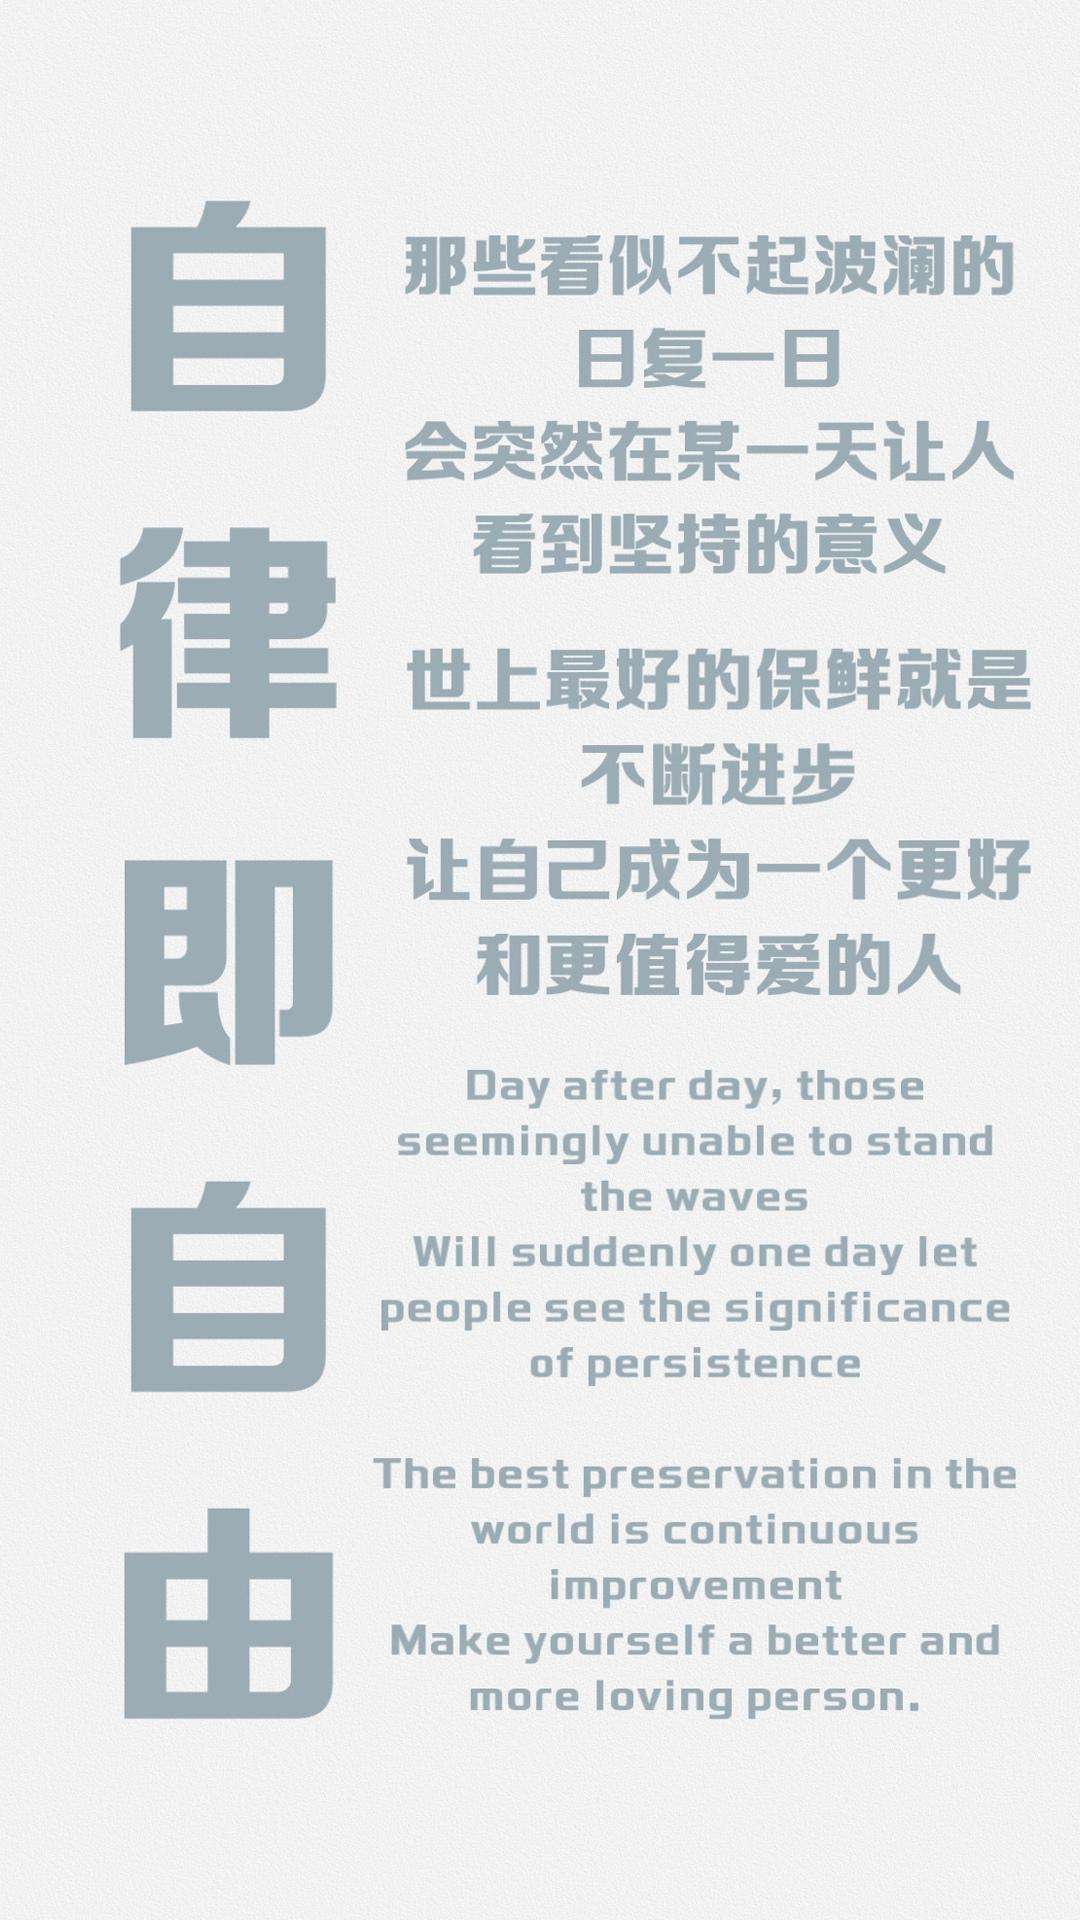 自律即自由
那些看似不起波澜的
日复一日
会突然在某一天让人
看到坚持的意义
世上最好的保鲜就是
不断进步
让自己成为一个更好
和更值得爱的人
Day after day, those
seemingly unable to stand
the waves
Will suddenly one day let
people see the significance
of persistence
The best preservation in the
world is continuous
improvement
Make yourself a better and
more loving person.